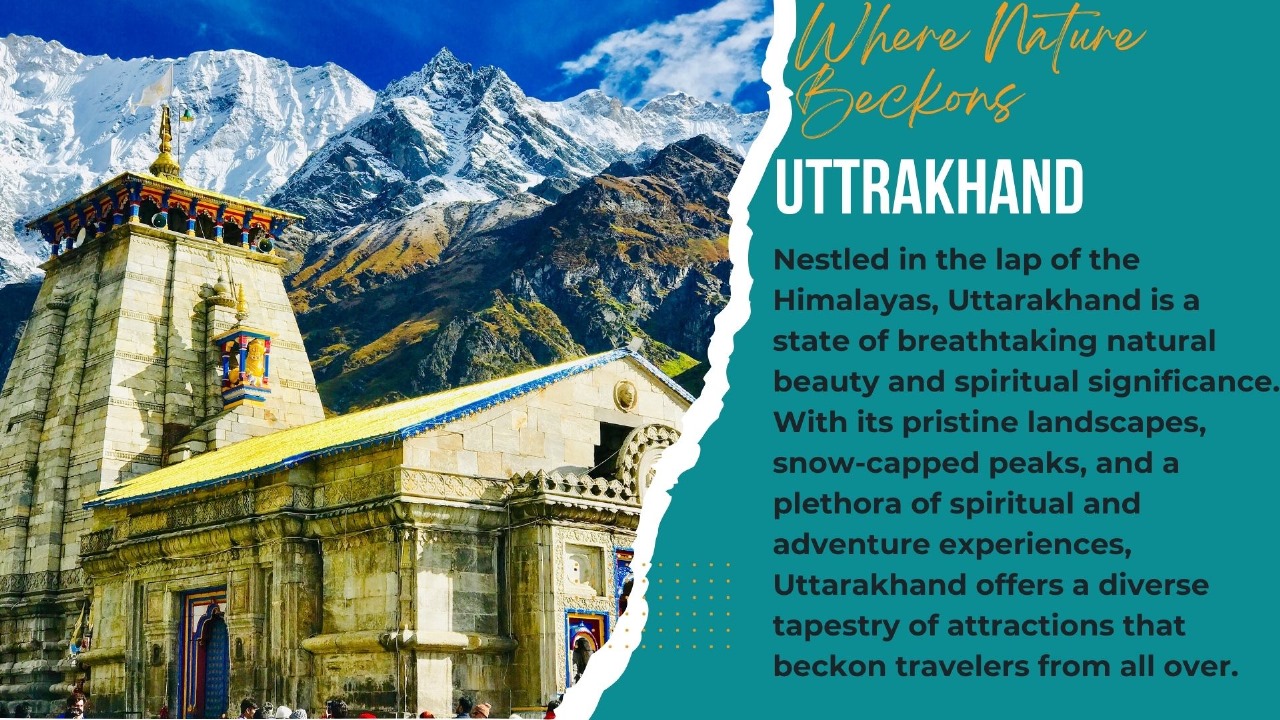 Where Nature
Beckons
UTTRAKHAND
Nestled in the lap of the
Himalayas, Uttarakhand is a
state of breathtaking natural
beauty and spiritual significance.
With its pristine landscapes,
snow-capped peaks, and a
plethora of spiritual and
adventure experiences,
Uttarakhand offers a diverse
tapestry of attractions that
beckon travelers from all over.